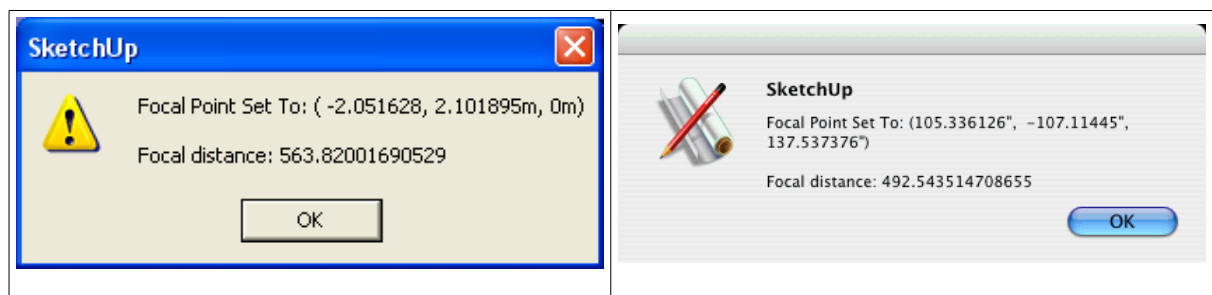 SketchUp
Focal Point Set To: ( -2.051628, 2.101895m, 0m)
Focal distance: 563.82001690529
OK
SketchUp
Focal Point Set To: (105.336126", -107.11445",
137.537376")
Focal distance: 492.543514708655
OK